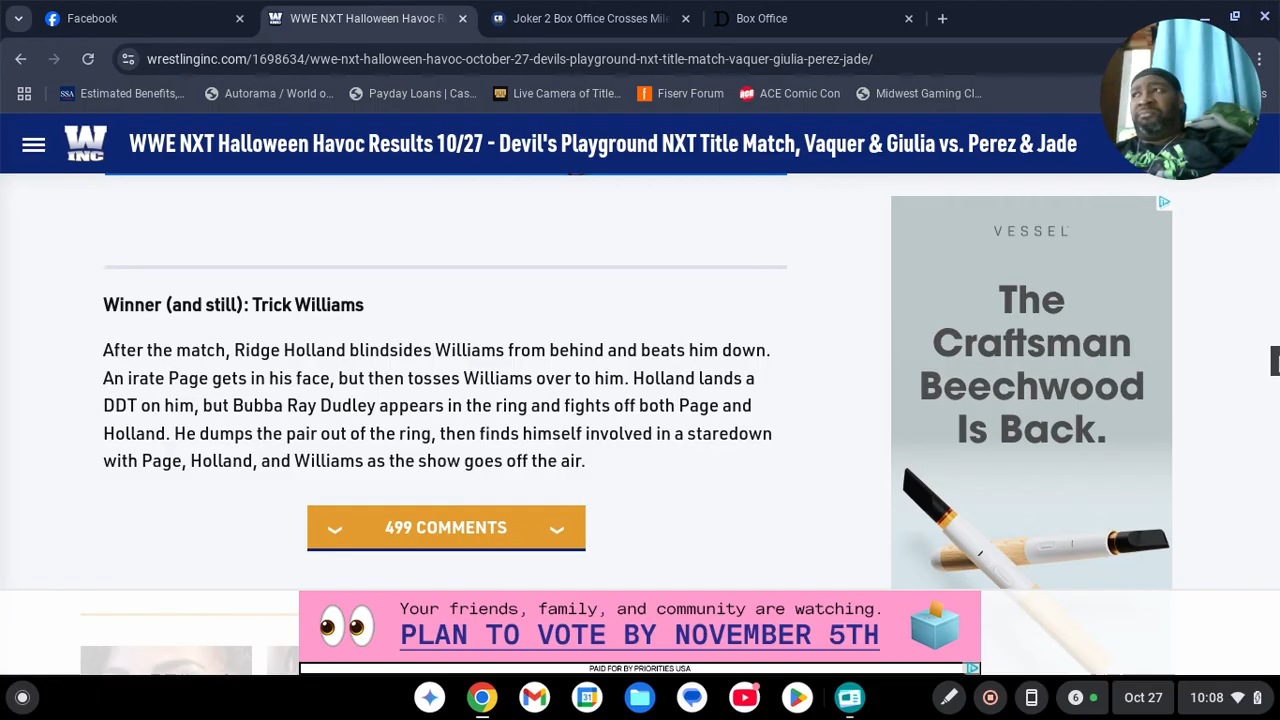 Facebook
WWE NXT Halloween Havoc R
Joker 2 Box Office Crosses Mile
Box Office
wrestlinginc.com/1698634/wwe-nxt-halloween-havoc-october-27-devils-playground-nxt-title-match-vaquer-giulia-perez-jade/
Estimated Benefits,...
Autorama / World o...
Payday Loans | Cas...
Live Camera of Title...
Fiserv Forum
ACE Comic Con
Midwest Gaming Cl...
W INC
WWE NXT Halloween Havoc Results 10/27 - Devil's Playground NXT Title Match, Vaquer & Giulia vs. Perez & Jade
Winner (and still): Trick Williams
After the match, Ridge Holland blindsides Williams from behind and beats him down.
An irate Page gets in his face, but then tosses Williams over to him. Holland lands a
DDT on him, but Bubba Ray Dudley appears in the ring and fights off both Page and
Holland. He dumps the pair out of the ring, then finds himself involved in a staredown
with Page, Holland, and Williams as the show goes off the air.
499 COMMENTS
VESSEL
The
Craftsman
Beechwood
Is Back.
Your friends, family, and community are watching.
PLAN TO VOTE BY NOVEMBER 5TH
PAID FOR BY PRIORITIES USA
31
6
Oct 27
10:08